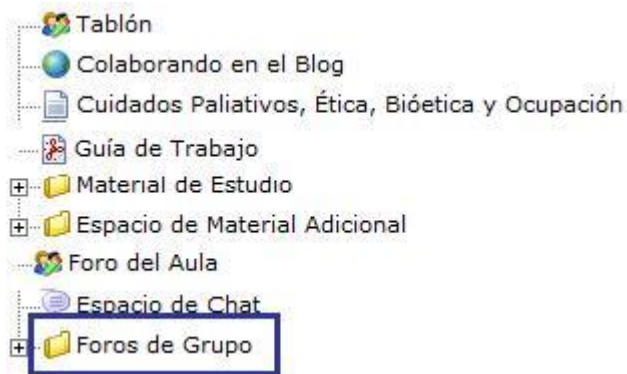 Tablón
Colaborando en el Blog
Cuidados Paliativos, Ética, Bióetica y Ocupación
Guía de Trabajo
Material de Estudio
Espacio de Material Adicional
Foro del Aula
Espacio de Chat
Foros de Grupo